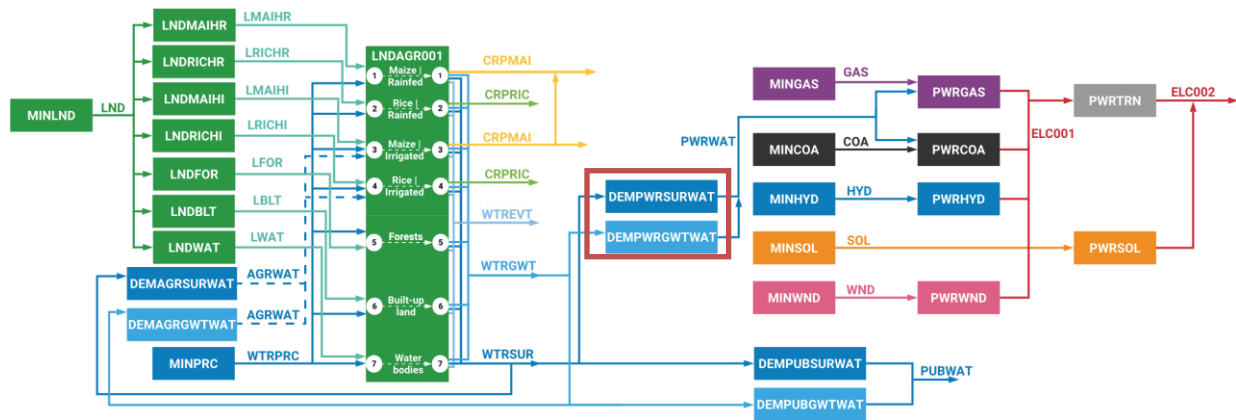 MINLND
LND
LNDMAIHR
LNDRICHR
LNDMAIHI
LNDRICHI
LNDFOR
LNDBLT
LNDWAT
DEMAGRSURWAT
DEMAGRGWTWAT
MINPRC
LMAIHR
LRICHR
LMAIHI
LRICHI
LFOR
LBLT
LWAT
AGRWAT
AGRWAT
WTRPRC
LNDAGR001
1 Maize | Rainfed 1
2 Rice | Rainfed 2
3 Maize | Irrigated 3
4 Rice | Irrigated 4
5 Forests 5
6 Built-up land 6
7 Water bodies 7
CRPMAI
CRPRIC
CRPMAI
CRPRIC
WTREVT
WTRGWT
WTRSUR
DEMPWRSURWAT
DEMPWRGWTWAT
PWRWAT
MINGAS
GAS
PWRGAS
MINCOA
COA
PWRCOA
MINHYD
HYD
PWRHYD
MINSOL
SOL
PWRSOL
MINWND
WND
PWRWND
ELC001
PWRTRN
ELC002
DEMPUBSURWAT
DEMPUBGWTWAT
PUBWAT